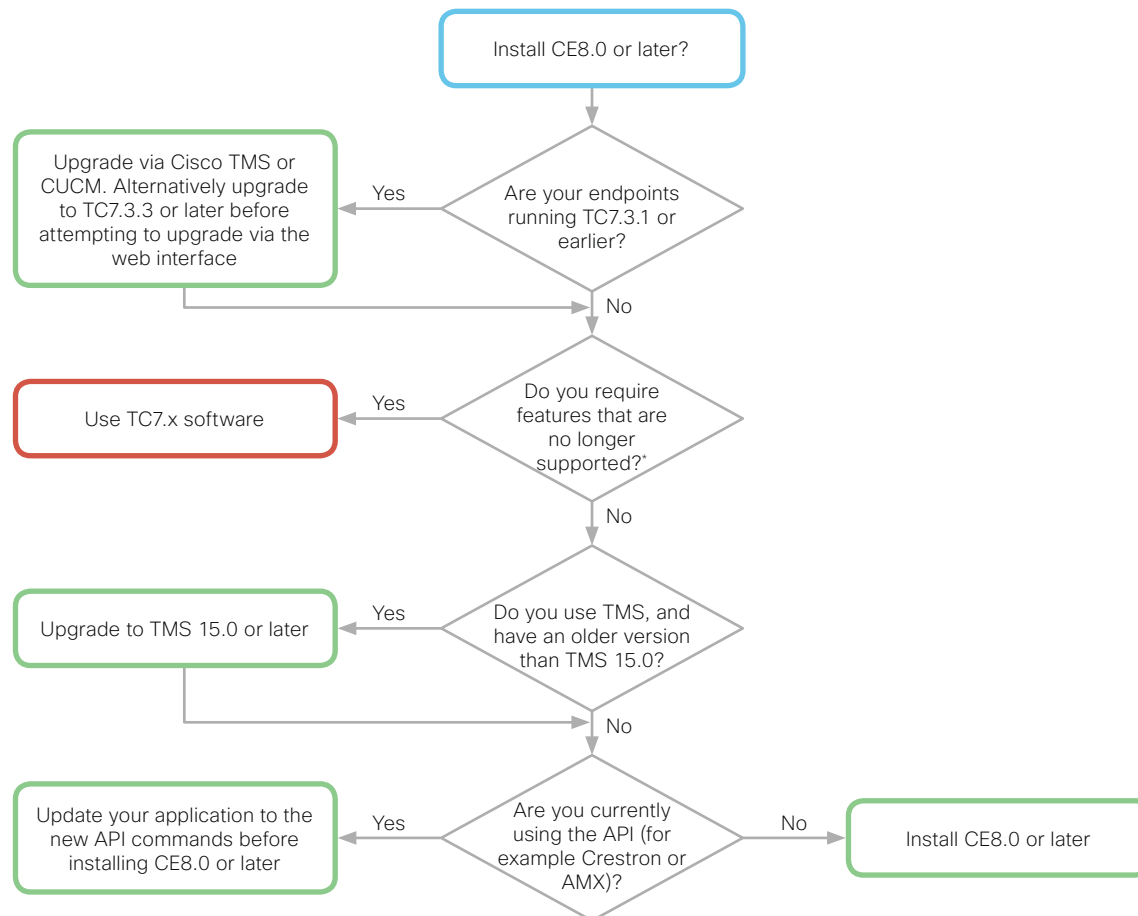 Install CE8.0 or later?
Upgrade via Cisco TMS or
CUCM. Alternatively upgrade
to TC7.3.3 or later before
attempting to upgrade via the
web interface
Yes
Are your endpoints
running TC7.3.1 or
earlier?
No
Use TC7.x software
Yes
Do you require
features that are
no longer
supported?*
No
Upgrade to TMS 15.0 or later
Yes
Do you use TMS, and
have an older version
than TMS 15.0?
No
Update your application to the
new API commands before
installing CE8.0 or later
Yes
Are you currently
using the API (for
example Crestron or
AMX)?
No
Install CE8.0 or later